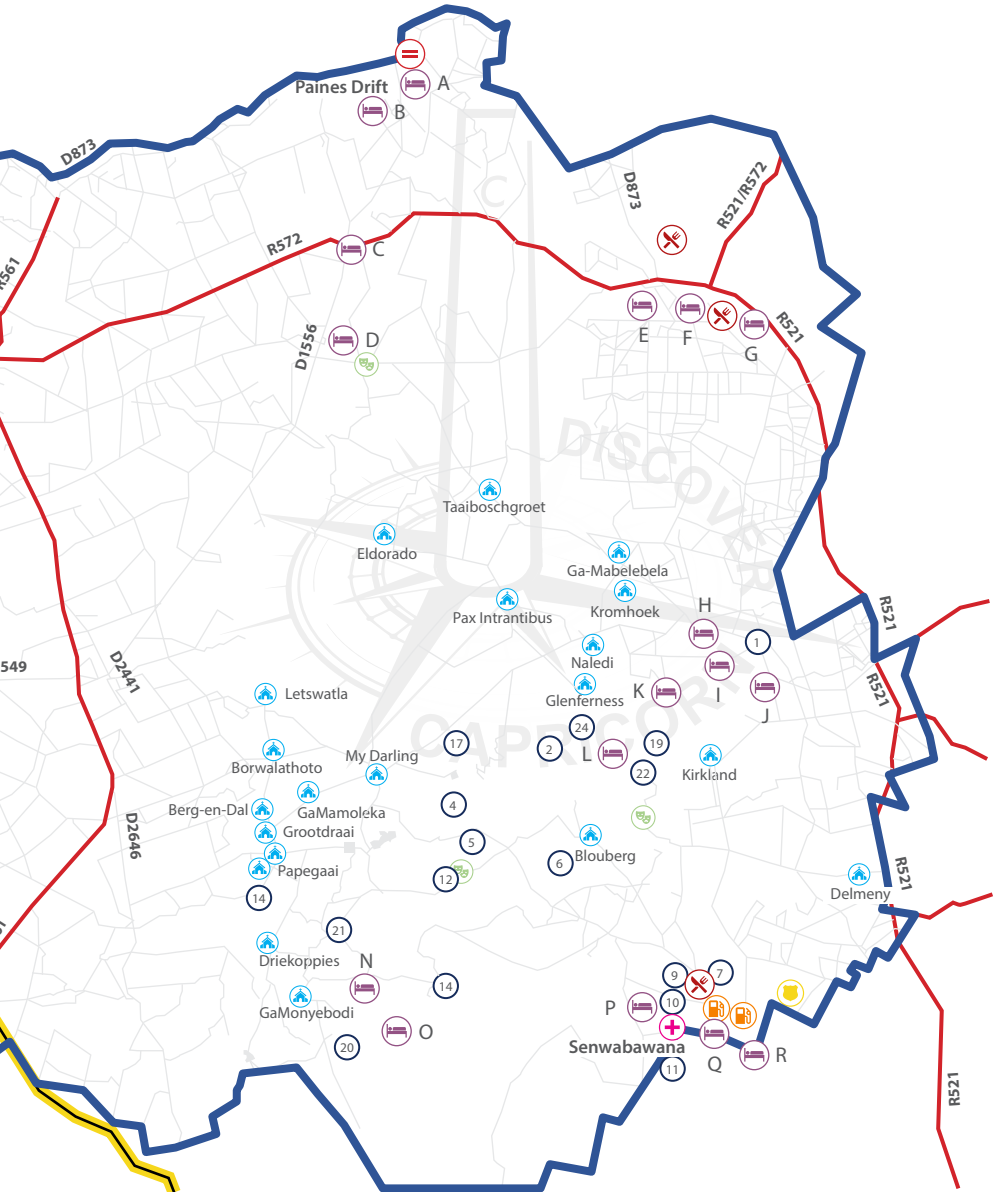 Paines Drift
A
B
D873
C
D873
R521/R572
R572
C
R561
E
F
G
R521
D1556
D
DISCOVER
Taaiboschgroet
Eldorado
Ga-Mabelebela
Kromhoek
Pax Intrantibus
H
1
R521
Naledi
549
D2441
Letswatla
Glenferness
K
I
J
R521
CAPRICORN
24
17
2
L
19
22
Kirkland
Borwalathoto
My Darling
GaMamoleka
4
Berg-en-Dal
Grootdraai
D2646
5
Blouberg
6
Papegaai
12
14
R521
Delmeny
21
Driekoppies
N
14
9
7
GaMonyebodi
P
10
O
20
Senwabawana
Q
R
11
R521